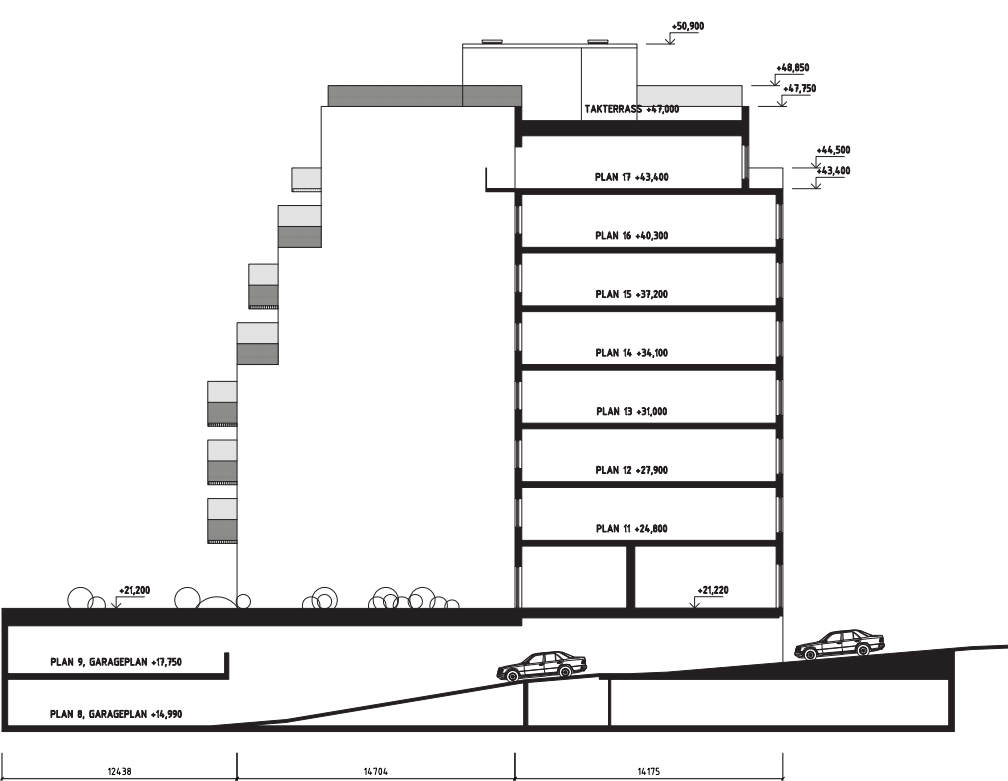 +50,900
+48,850
+47,750
TAKTERRASS +47,000
+44,500
+43,400
PLAN 17 +43,400
PLAN 16 +40,300
PLAN 15 +37,200
PLAN 14 +34,100
PLAN 13 +31,000
PLAN 12 +27,900
PLAN 11 +24,800
+21,200
+21,220
PLAN 9, GARAGEPLAN +17,750
PLAN 8, GARAGEPLAN +14,990
12438 14704 14175